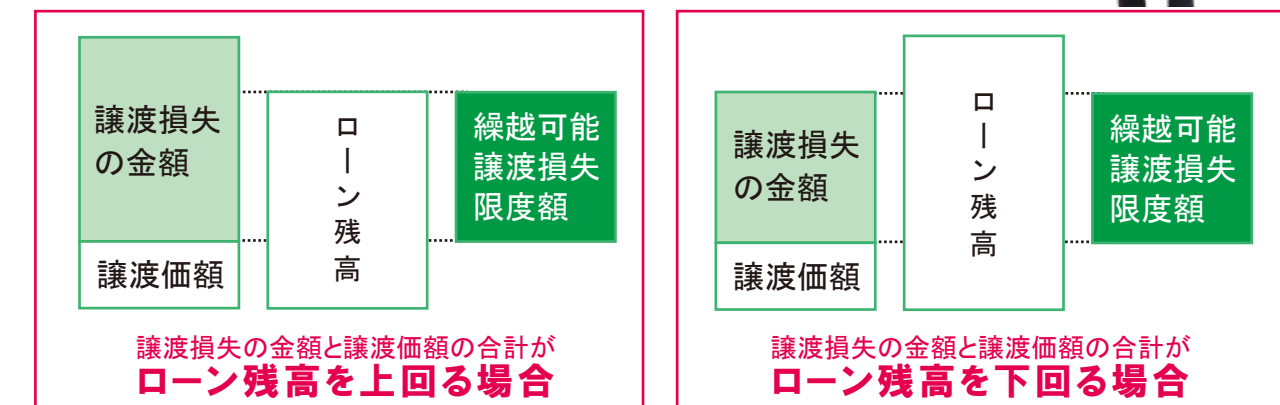 譲渡損失
の金額
譲渡価額
ローン残高
繰越可能
譲渡損失
限度額
譲渡損失の金額と譲渡価額の合計が
ローン残高を上回る場合
譲渡損失
の金額
譲渡価額
ローン残高
繰越可能
譲渡損失
限度額
譲渡損失の金額と譲渡価額の合計が
ローン残高を下回る場合